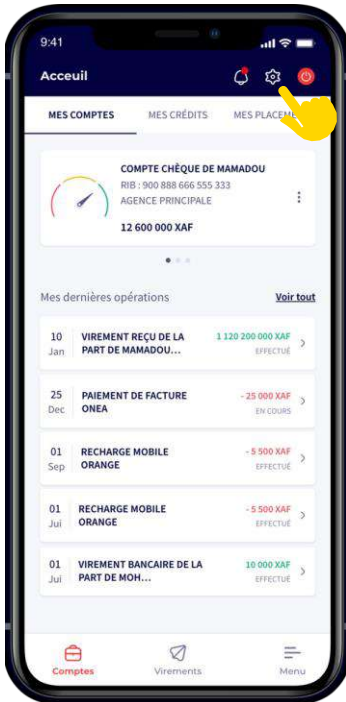 9:41
Acceuil
MES COMPTES MES CRÉDITS MES PLACEME
COMPTE CHÈQUE DE MAMADOU
RIB : 900 888 666 555 333
AGENCE PRINCIPALE
12 600 000 XAF
Mes dernières opérations Voir tout
10 VIREMENT REÇU DE LA 1 120 200 000 XAF
Jan PART DE MAMADOU... EFFECTUÉ
25 PAIEMENT DE FACTURE - 25 000 XAF
Dec ONEA EN COURS
01 RECHARGE MOBILE - 5 500 XAF
Sep ORANGE EFFECTUÉ
01 RECHARGE MOBILE - 5 500 XAF
Jui ORANGE EFFECTUÉ
01 VIREMENT BANCAIRE DE LA 10 000 XAF
Jui PART DE MOH... EFFECTUÉ
Comptes Virements Menu